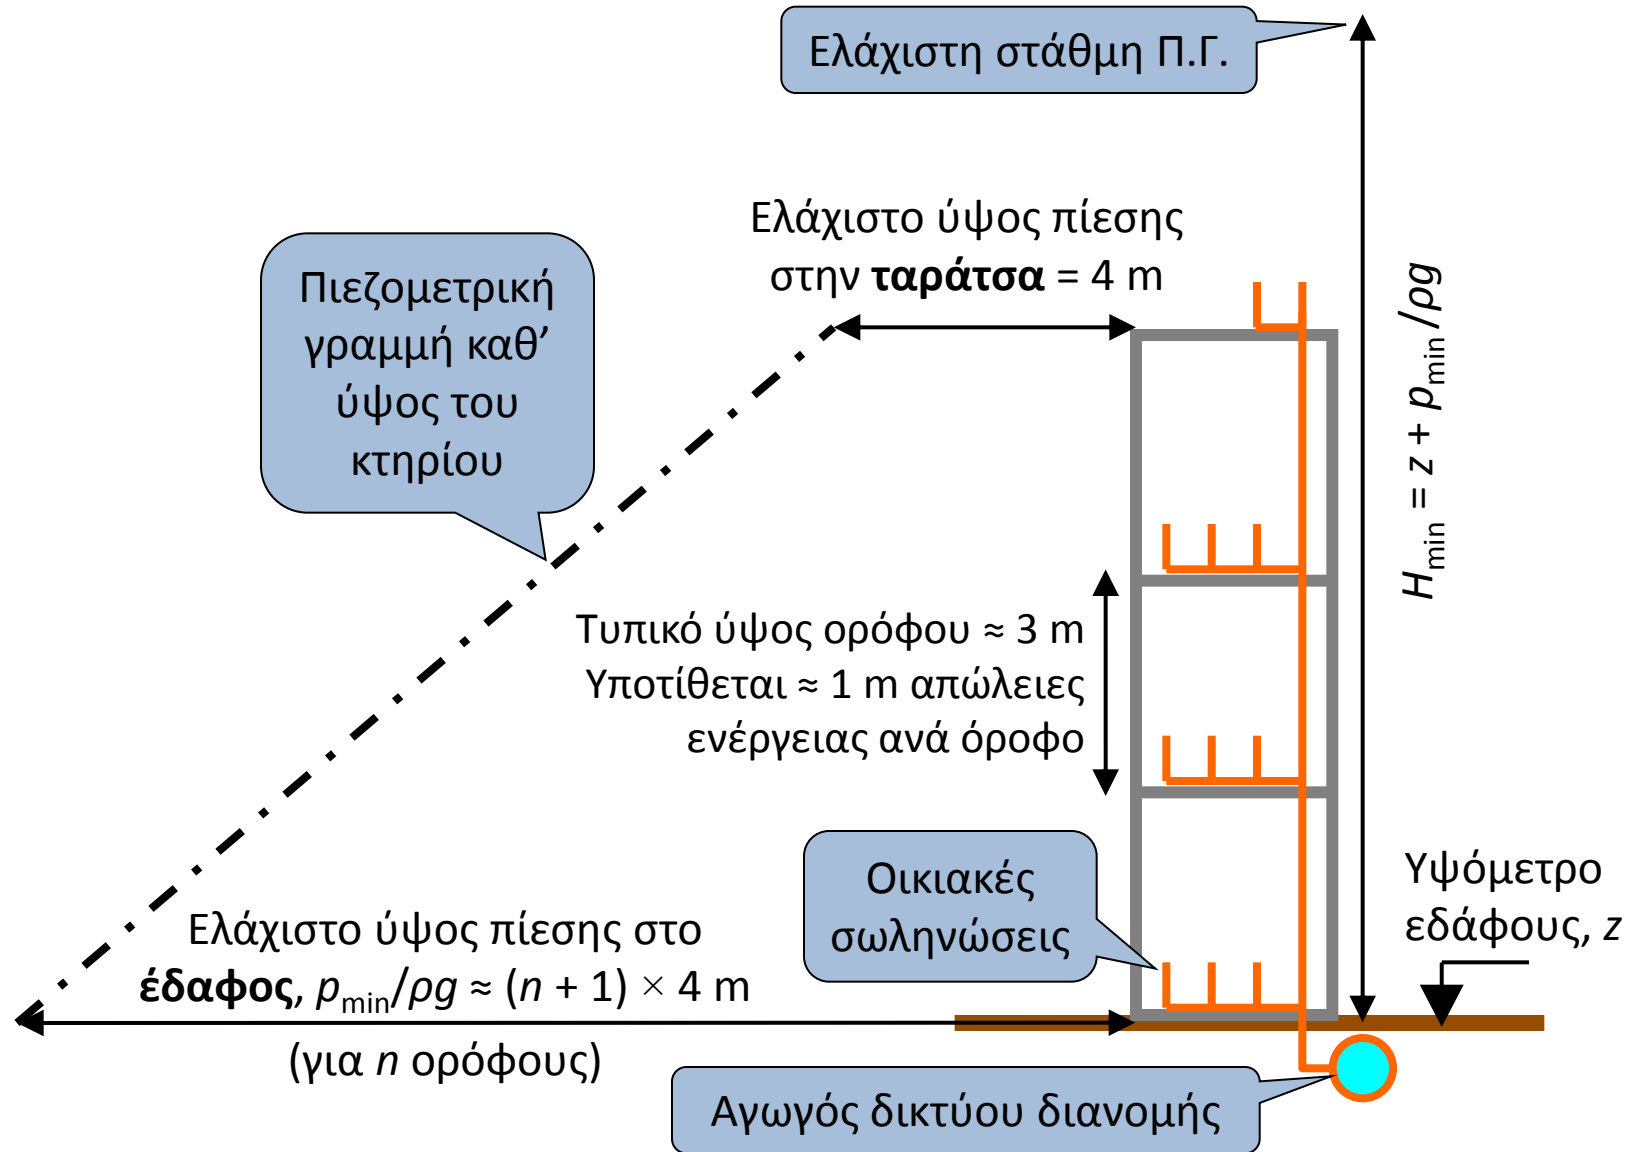 Ελάχιστη στάθμη Π.Γ.
Ελάχιστο ύψος πίεσης
στην ταράτσα = 4 m
Πιεζομετρική
γραμμή καθ’
ύψος του
κτηρίου
H_min = z + p_min/ρg
Τυπικό ύψος ορόφου ≈ 3 m
Υποτίθεται ≈ 1 m απώλειες
ενέργειας ανά όροφο
Οικιακές
σωληνώσεις
Υψόμετρο
εδάφους, z
Ελάχιστο ύψος πίεσης στο
έδαφος, p_min/ρg ≈ (n + 1) × 4 m
(για n ορόφους)
Αγωγός δικτύου διανομής